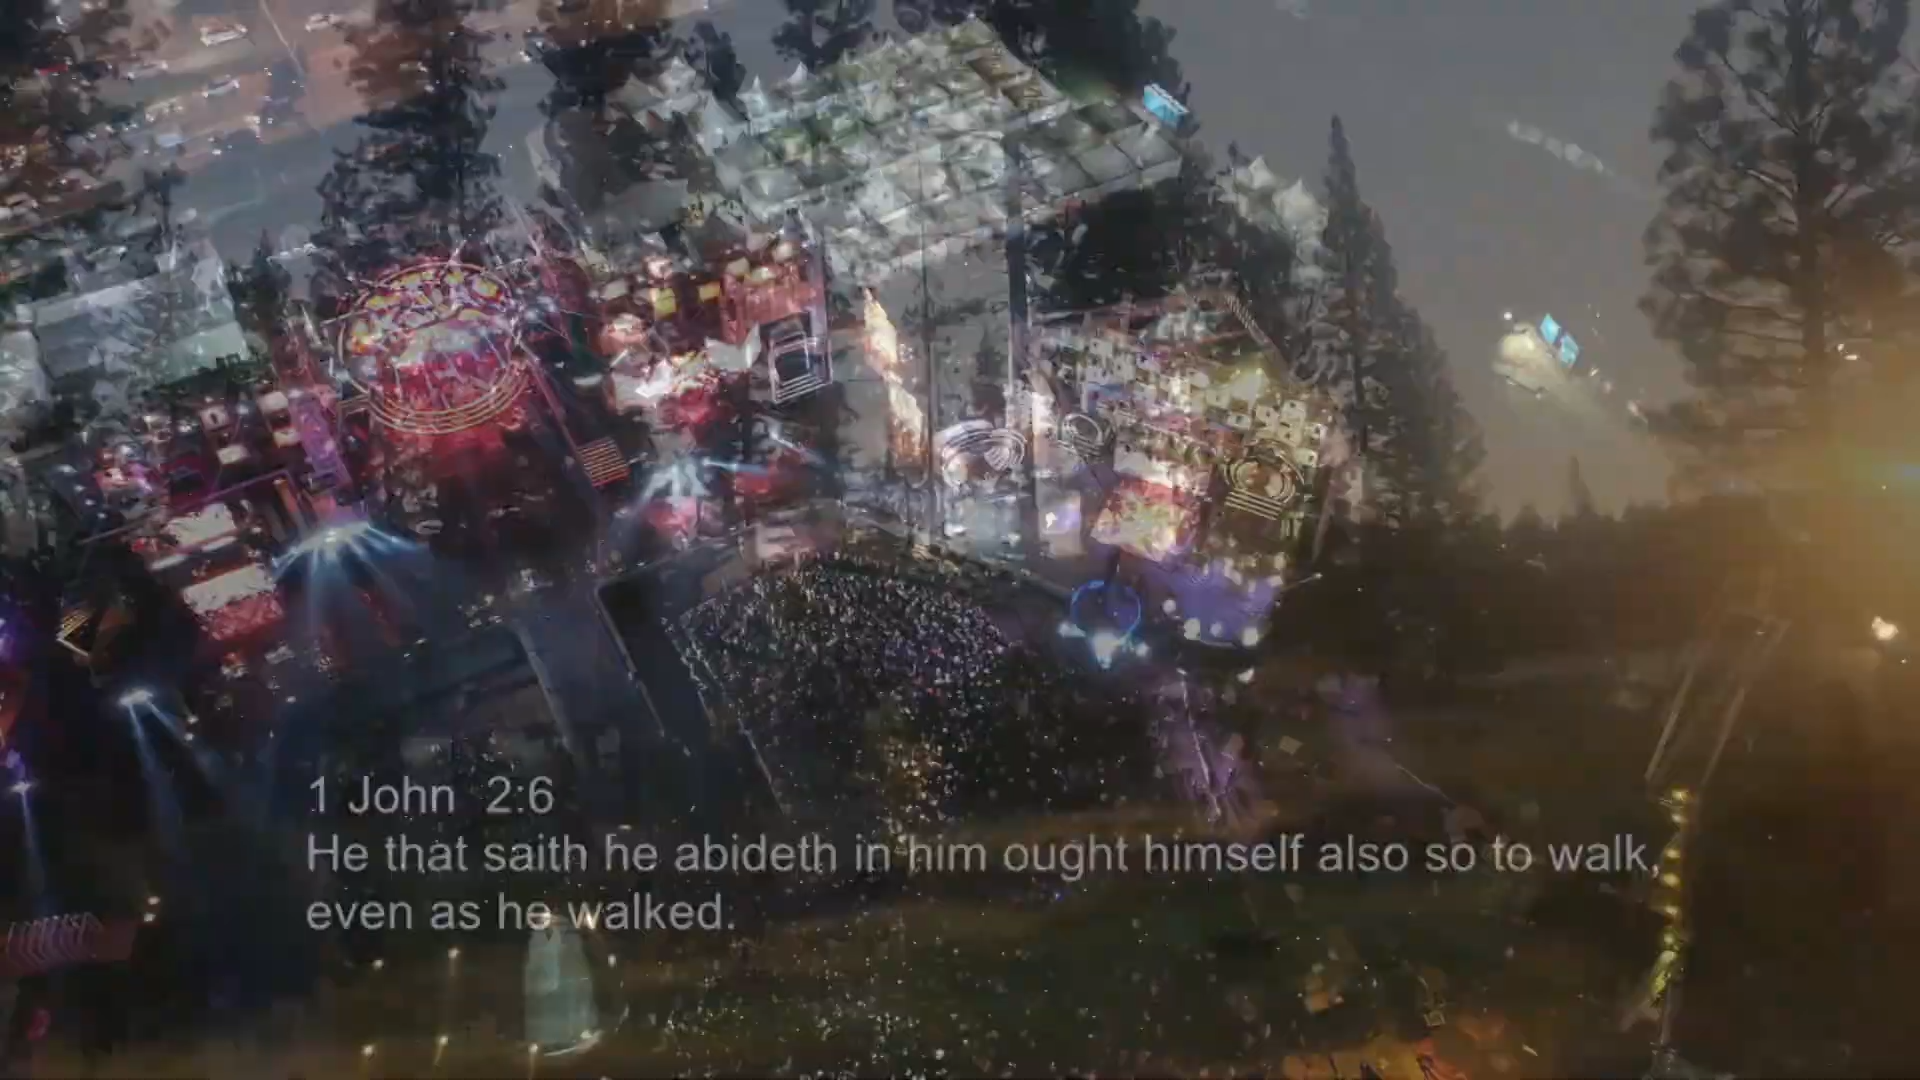 1 John  2:6
He that saith he abideth in him ought himself also so to walk,
even as he walked.